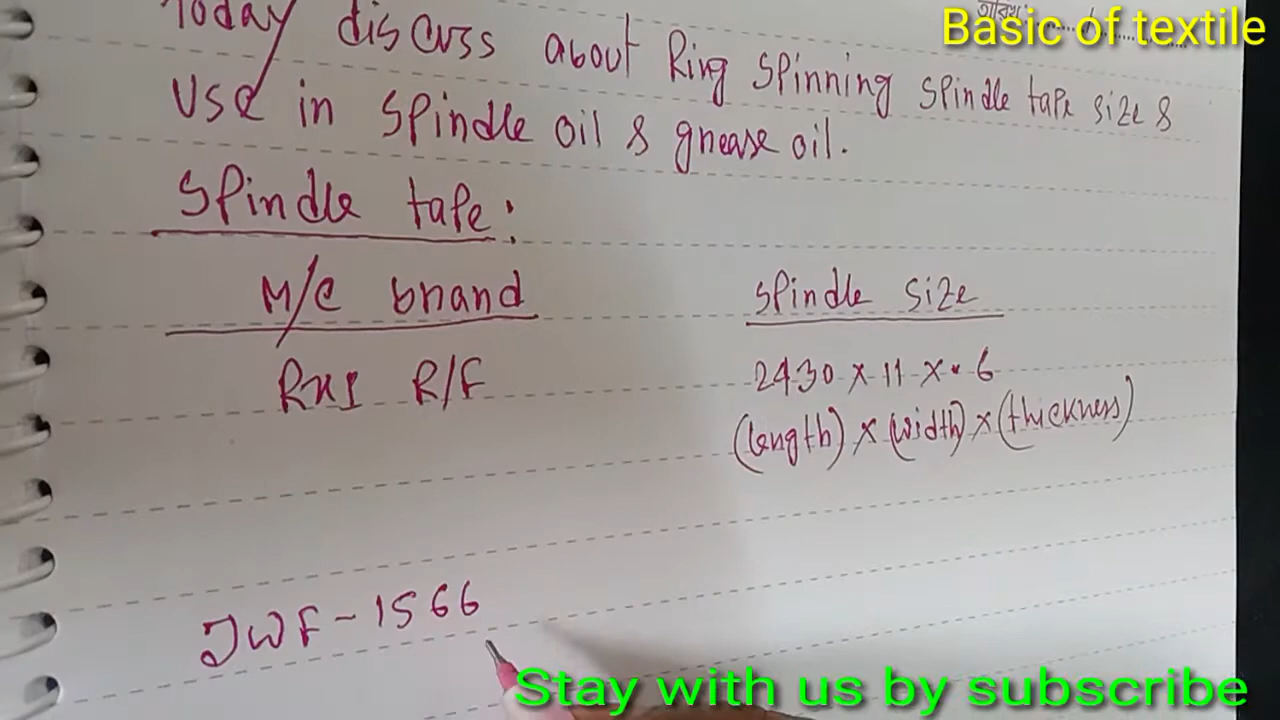 Today discuss about Ring Spinning Spindle tape size &
Use in Spindle oil & grease oil.
Spindle tape:
M/C brand
Spindle size
RxI R/F
2430 x 11 x .6
(length) x (width) x (thickness)
JWF-1566
তারিখ:
Basic of textile
Stay with us by subscribe